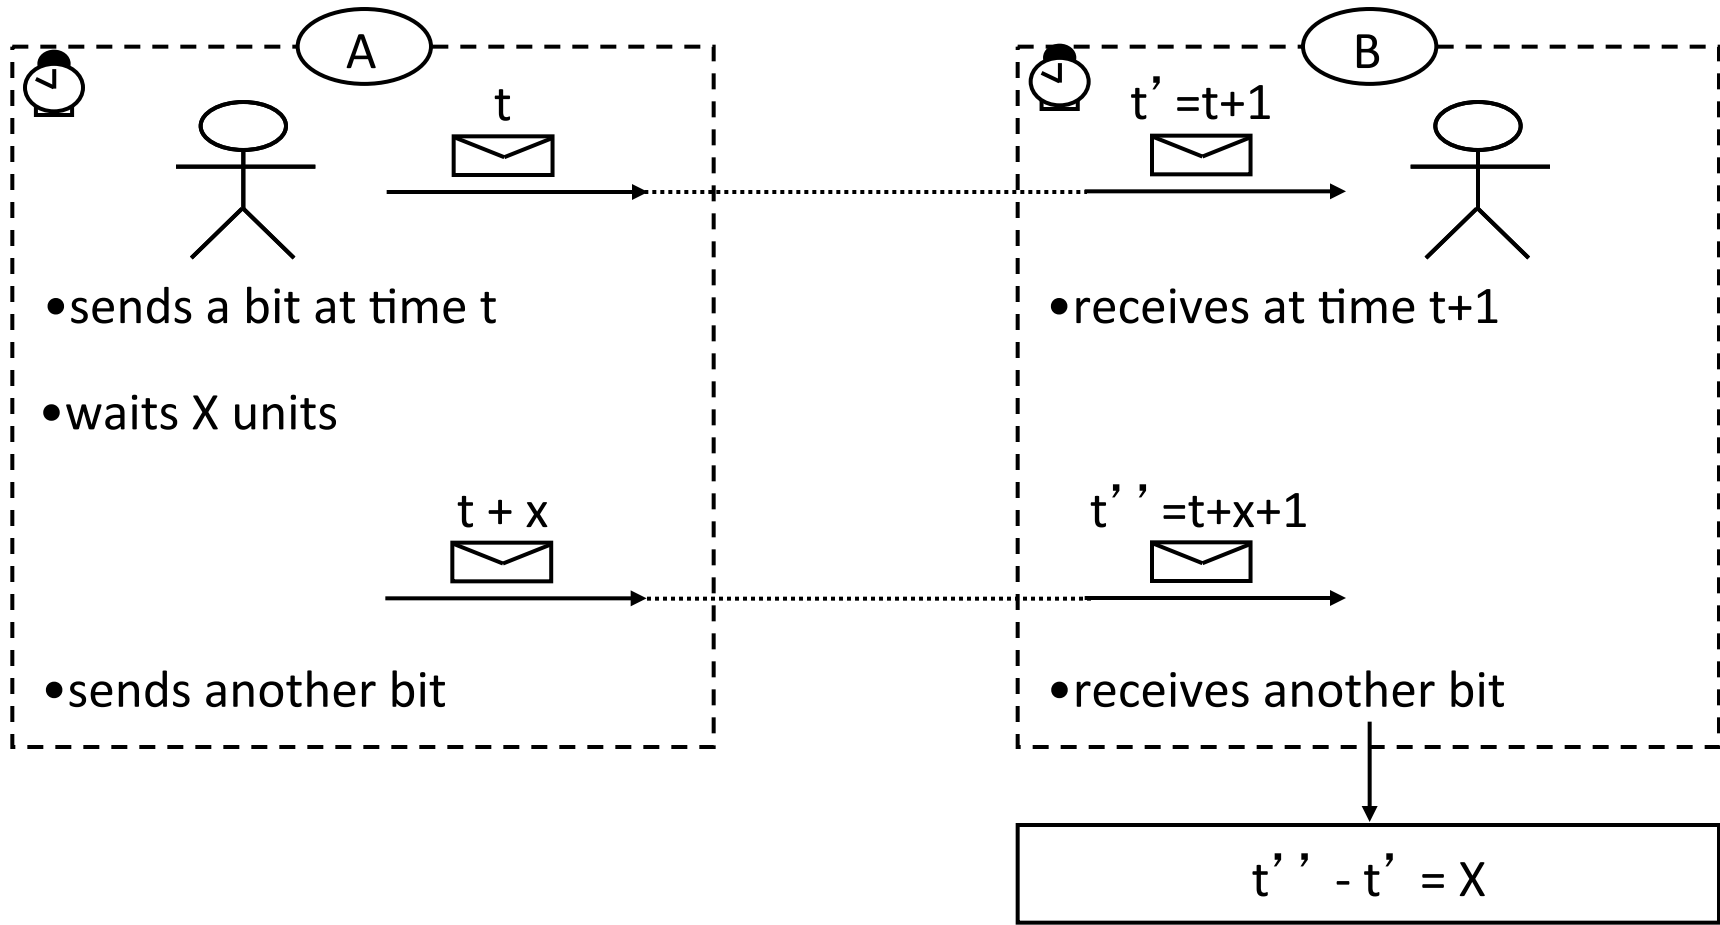 A
B
t
t’ =t+1
•sends a bit at time t
•receives at time t+1
•waits X units
t + x
t’’ =t+x+1
•sends another bit
•receives another bit
t’’ - t’ = X